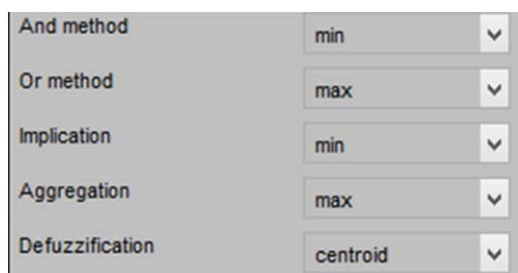 And method min
Or method max
Implication min
Aggregation max
Defuzzification centroid